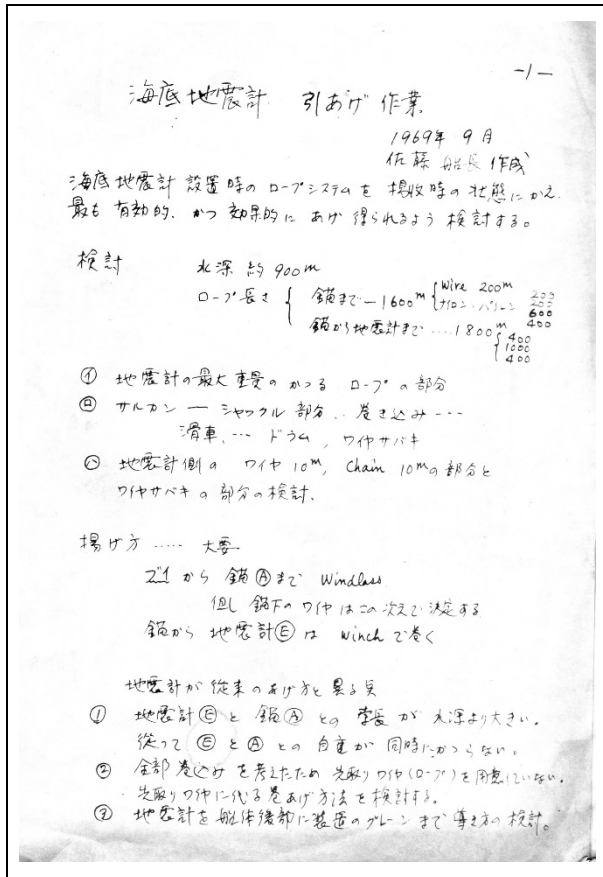 -1-
海底地震計 引あげ作業
1969年 9月
佐藤 船長 作成
海底地震計 設置時の ロープシステムを 揚收時の 状態にかえ
最も 有効的、かつ 効果的に あげ 得られるよう 検討する。
検討 水深 約 900m
ロープ長さ 錨まで — 1600m Wire 200m 200
ナイロン・パイレーン 200
600
錨から地震計まで ....1800m 400
400
1000
400
㋑ 地震計の最大重量のかゝる ロープの部分
㋺ サルカン — シャックル 部分.. 巻き込み ---
滑車, --- ドラム, ワイヤサバキ
㋩ 地震計側の ワイヤ 10m, Chain 10mの部分と
ワイヤサベキの部分の検討、
揚げ方 ..... 大要
ブイから 錨Ⓐまで Windlass
但し 錨下のワイヤはこの次えで決定する
錨から 地震計Ⓔは Winchで巻く
地震計が従来のあげ方と異る点
① 地震計Ⓔと 錨Ⓐとの 長が 水深より大きい。
従って ⒺとⒶとの 自重が 同時にかゝらない。
② 全部巻込みを考えたため 先取りワイヤ(ロープ)を用意していない。
先取りワイヤに代る巻あげ方法を検討する。
③ 地震計を船体後部に装置のクレーンまで 導き方の検討。